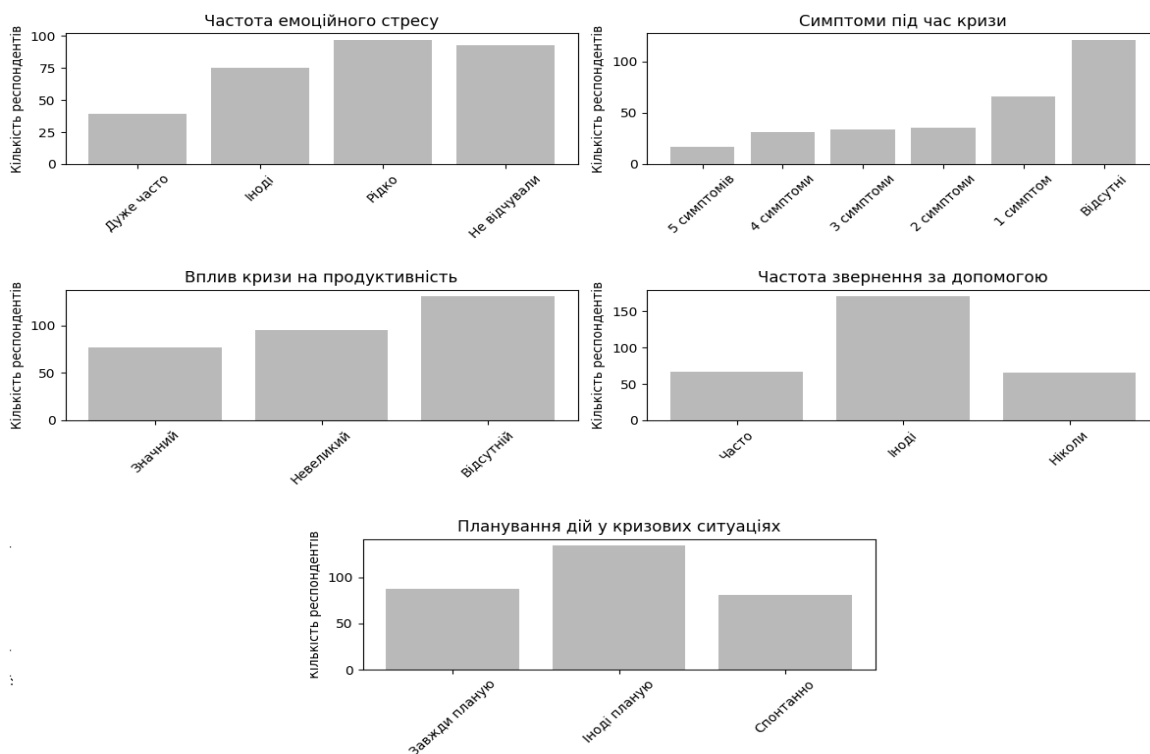 Частота емоційного стресу
Кількість респондентів
100
75
50
25
0
Дуже часто
Іноді
Рідко
Не відчували
Симптоми під час кризи
Кількість респондентів
100
50
0
5 симптомів
4 симптоми
3 симптоми
2 симптоми
1 симптом
Відсутні
Вплив кризи на продуктивність
Кількість респондентів
100
50
0
Значний
Невеликий
Відсутній
Частота звернення за допомогою
Кількість респондентів
150
100
50
0
Часто
Іноді
Ніколи
Планування дій у кризових ситуаціях
Кількість респондентів
100
50
0
Завжди планую
Іноді планую
Спонтанно